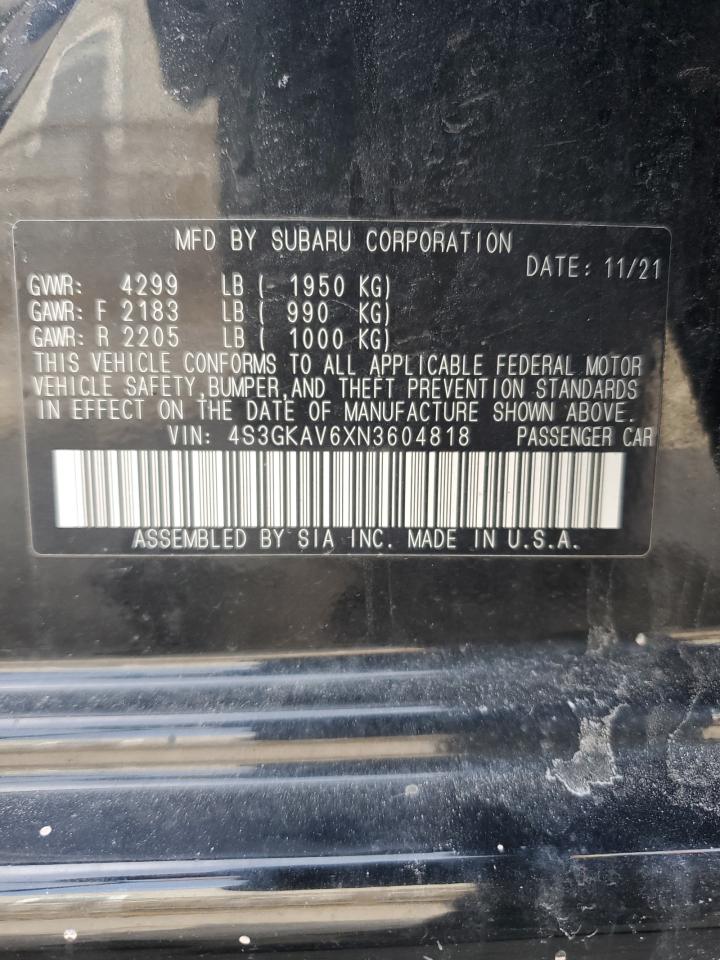 MFD BY SUBARU CORPORATION
DATE: 11/21
GVWR: 4299 LB ( 1950 KG)
GAWR: F 2183 LB ( 990 KG)
GAWR: R 2205 LB ( 1000 KG)
THIS VEHICLE CONFORMS TO ALL APPLICABLE FEDERAL MOTOR
VEHICLE SAFETY,BUMPER,AND THEFT PREVENTION STANDARDS
IN EFFECT ON THE DATE OF MANUFACTURE SHOWN ABOVE.
VIN: 4S3GKAV6XN3604818 PASSENGER CAR
ASSEMBLED BY SIA INC. MADE IN U.S.A.